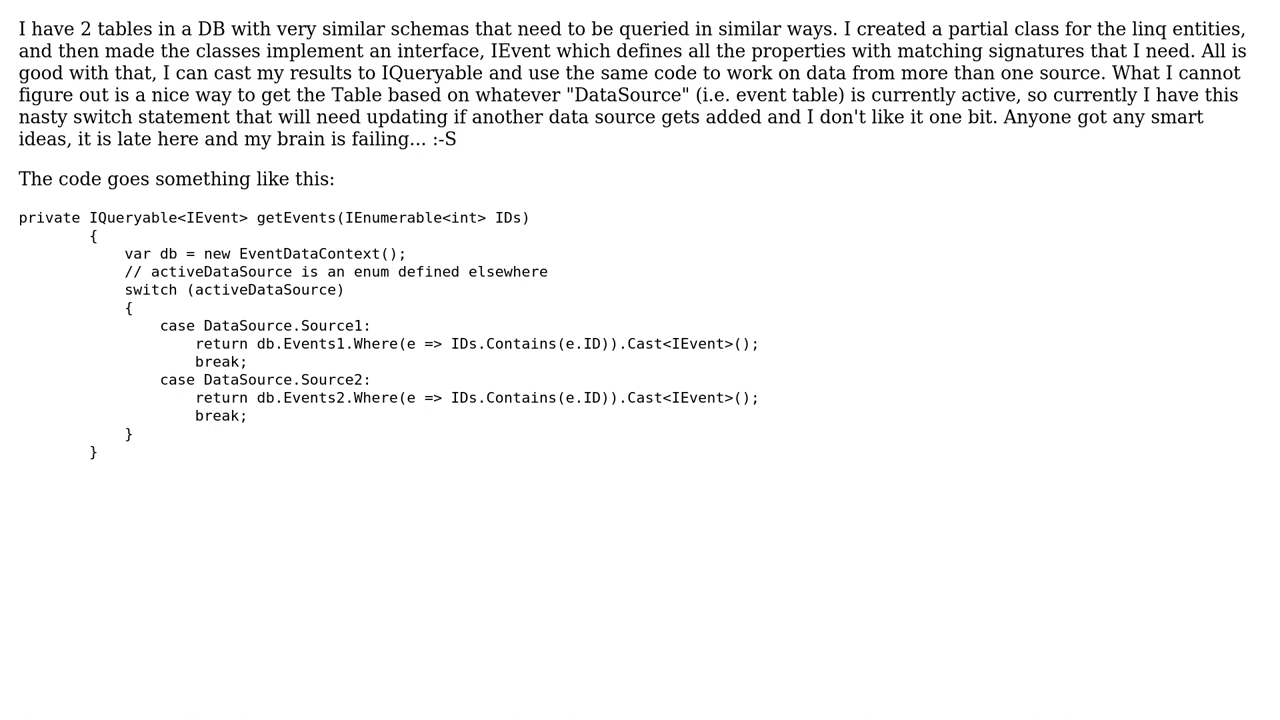 I have 2 tables in a DB with very similar schemas that need to be queried in similar ways. I created a partial class for the linq entities,
and then made the classes implement an interface, IEvent which defines all the properties with matching signatures that I need. All is
good with that, I can cast my results to IQueryable and use the same code to work on data from more than one source. What I cannot
figure out is a nice way to get the Table based on whatever "DataSource" (i.e. event table) is currently active, so currently I have this
nasty switch statement that will need updating if another data source gets added and I don't like it one bit. Anyone got any smart
ideas, it is late here and my brain is failing... :-S
The code goes something like this:
private IQueryable<IEvent> getEvents(IEnumerable<int> IDs)
        {
            var db = new EventDataContext();
            // activeDataSource is an enum defined elsewhere
            switch (activeDataSource)
            {
                case DataSource.Source1:
                    return db.Events1.Where(e => IDs.Contains(e.ID)).Cast<IEvent>();
                    break;
                case DataSource.Source2:
                    return db.Events2.Where(e => IDs.Contains(e.ID)).Cast<IEvent>();
                    break;
            }
        }